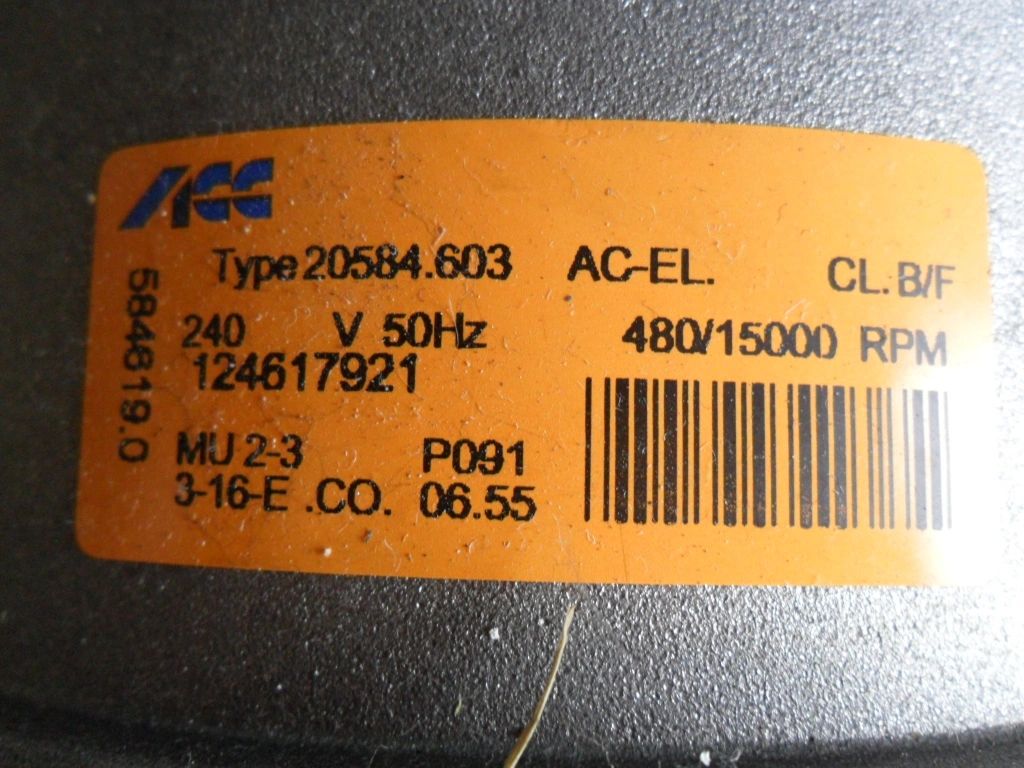 ACC
Type 20584.603 AC-EL. CL. B/F
240 V 50Hz 480/15000 RPM
124617921
MU 2-3 P091
3-16-E .CO. 06.55
584619.0